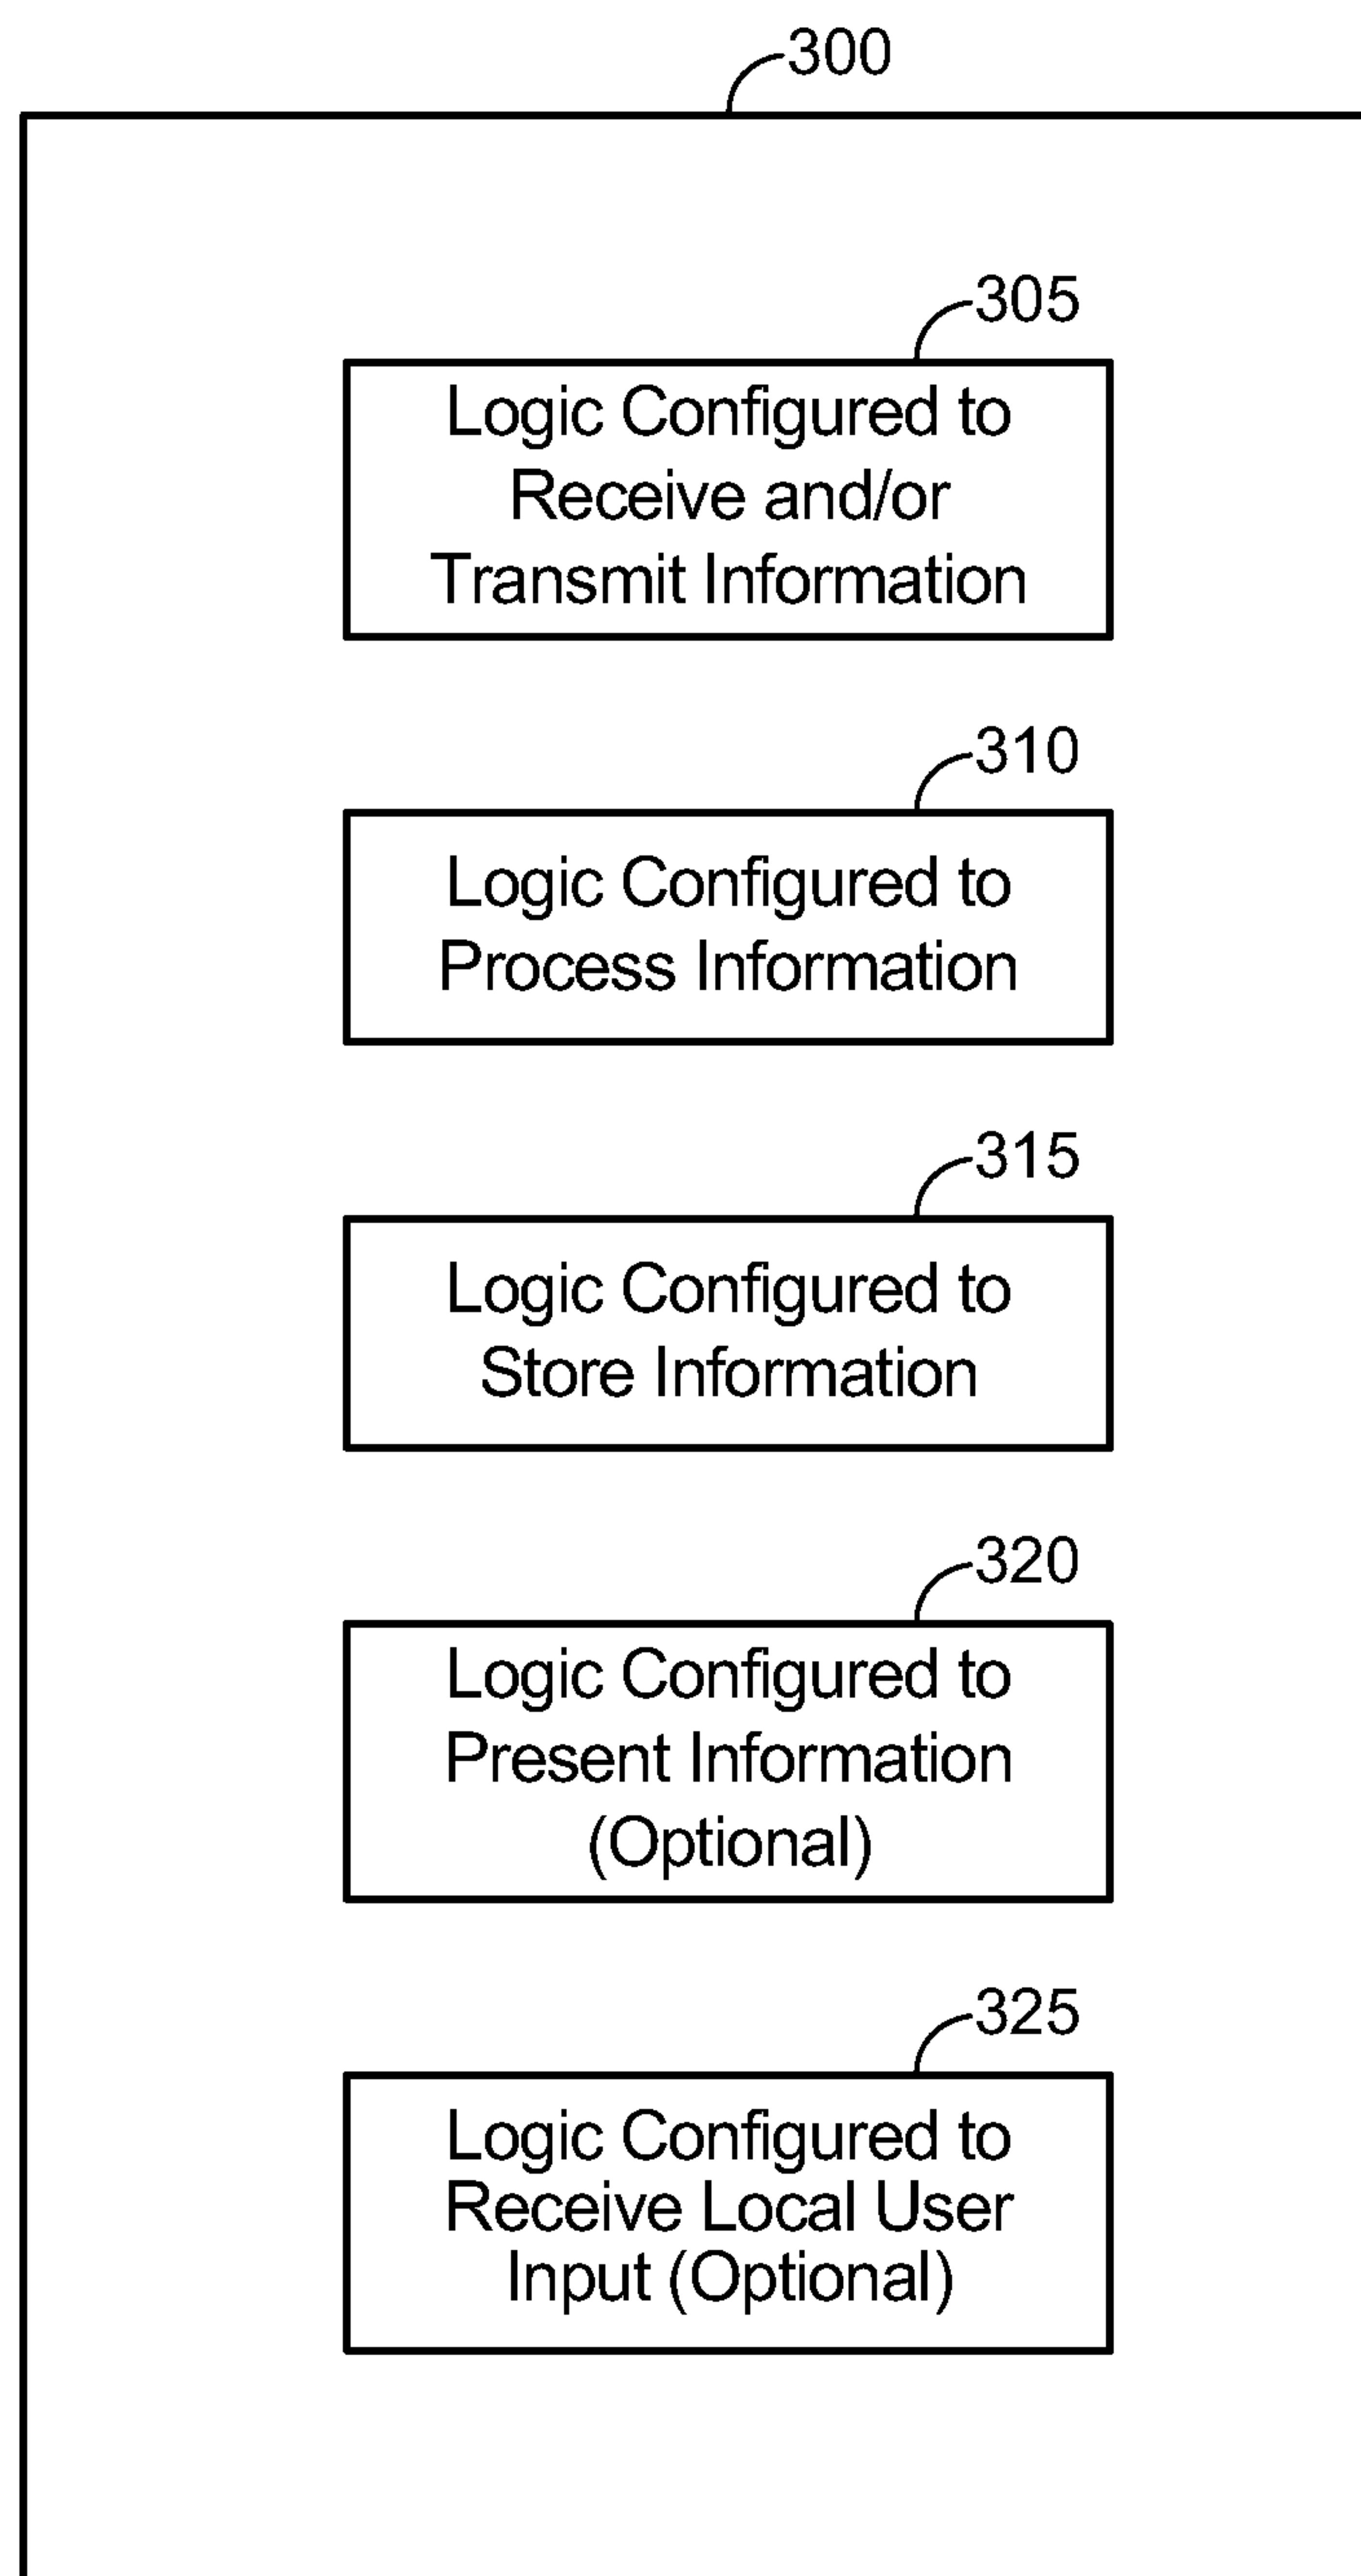 300
305
Logic Configured to
Receive and/or
Transmit Information
310
Logic Configured to
Process Information
315
Logic Configured to
Store Information
320
Logic Configured to
Present Information
(Optional)
325
Logic Configured to
Receive Local User
Input (Optional)